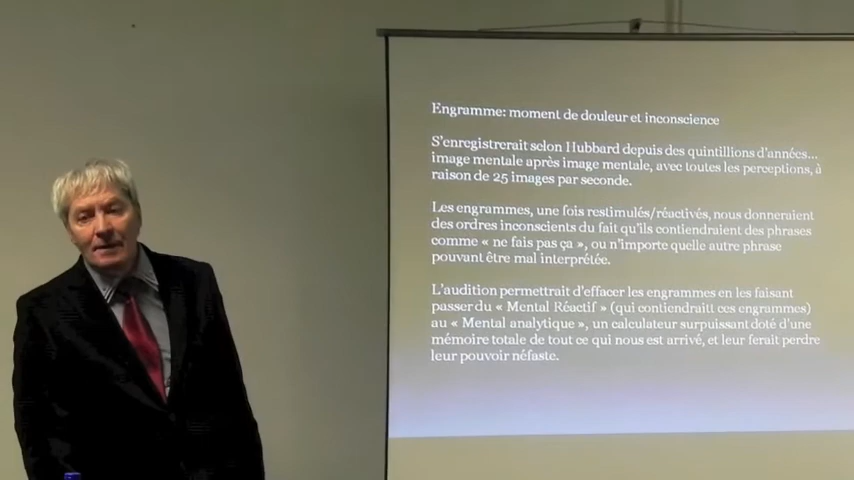 Engramme: moment de douleur et inconscience
S'enregistrerait selon Hubbard depuis des quintillions d'années...
image mentale après image mentale, avec toutes les perceptions, à
raison de 25 images par seconde.
Les engrammes, une fois restimulés/réactivés, nous donneraient
des ordres inconscients du fait qu'ils contiendraient des phrases
comme « ne fais pas ça », ou n'importe quelle autre phrase
pouvant être mal interprétée.
L'audition permettrait d'effacer les engrammes en les faisant
passer du « Mental Réactif » (qui contiendraitt ces engrammes)
au « Mental analytique », un calculateur surpuissant doté d'une
mémoire totale de tout ce qui nous est arrivé, et leur ferait perdre
leur pouvoir néfaste.